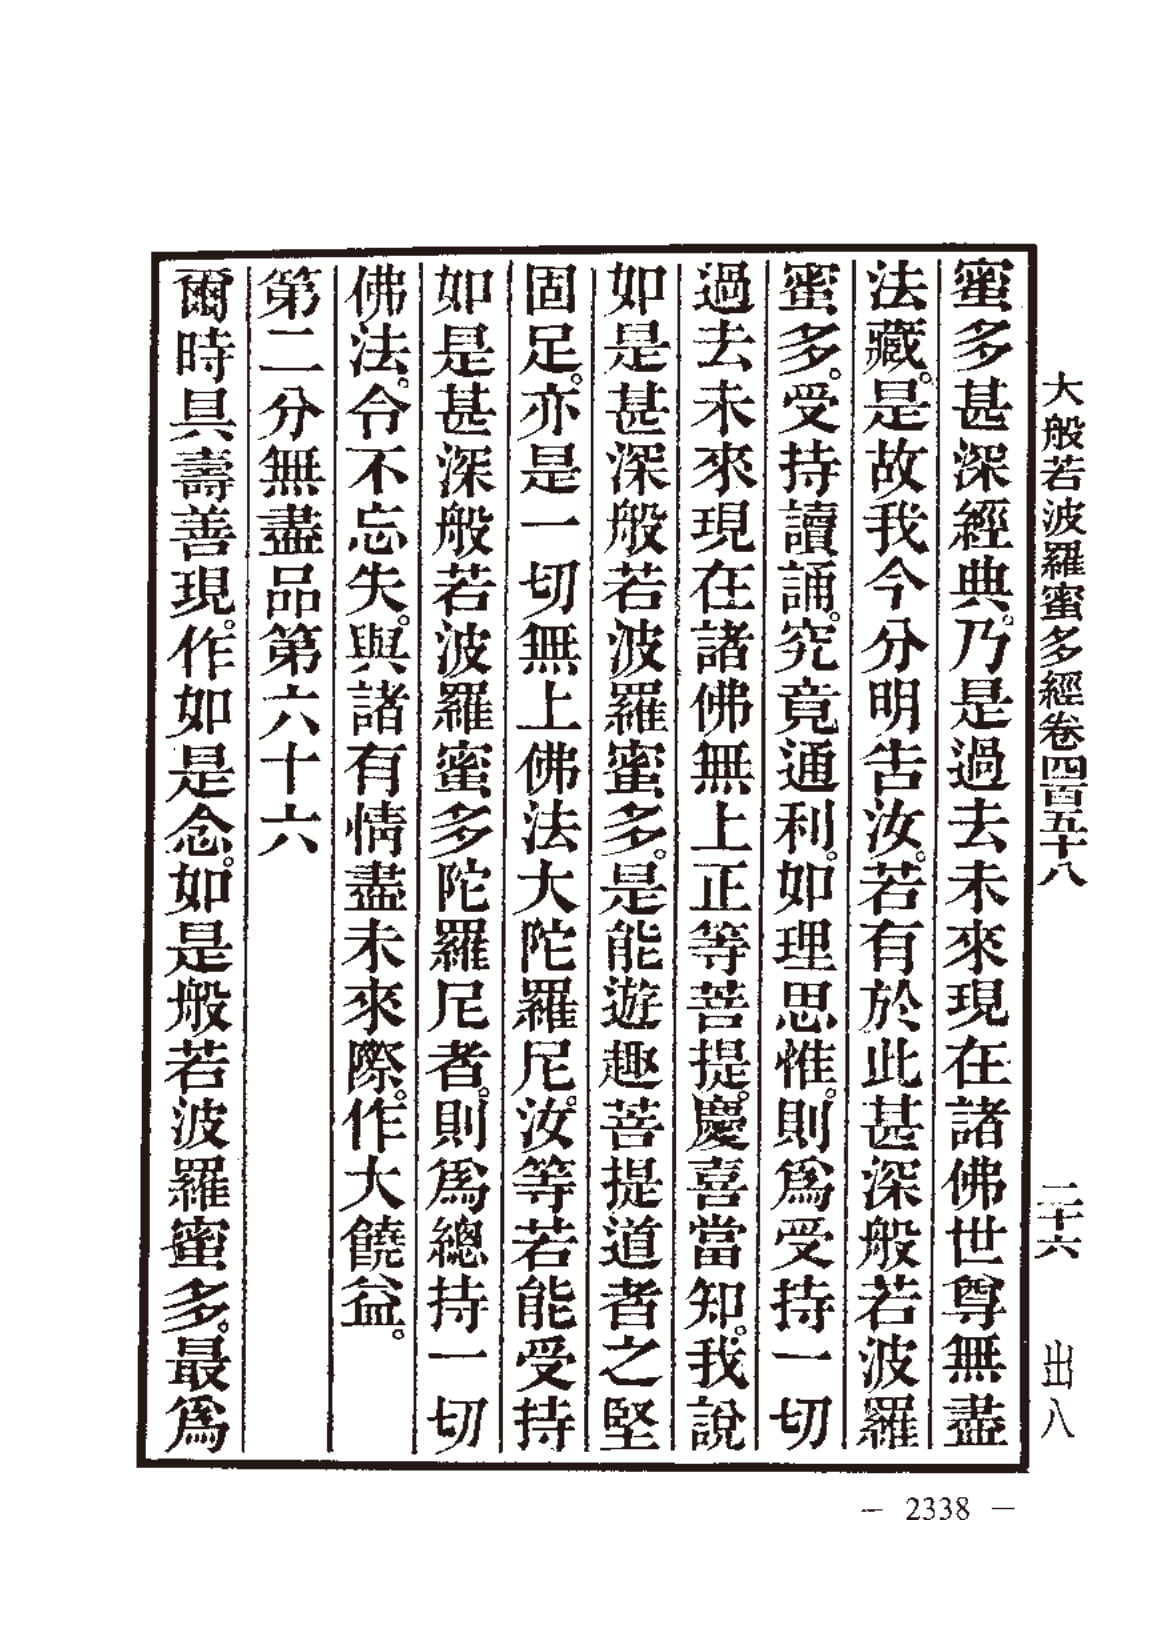 大般若波羅蜜多經卷四百五十八　二十六　出八
蜜多甚深經典。乃是過去未來現在諸佛世尊無盡
法藏。是故我今分明告汝。若有於此甚深般若波羅
蜜多。受持讀誦。究竟通利。如理思惟。則爲受持一切
過去未來現在諸佛無上正等菩提。慶喜當知。我說
如是甚深般若波羅蜜多。是能遊趣菩提道者之堅
固足。亦是一切無上佛法大陀羅尼。汝等若能受持
如是甚深般若波羅蜜多陀羅尼者。則爲總持一切
佛法。令不忘失。與諸有情盡未來際。作大饒益。
第二分無盡品第六十六
爾時具壽善現。作如是念。如是般若波羅蜜多。最爲
— 2338 —